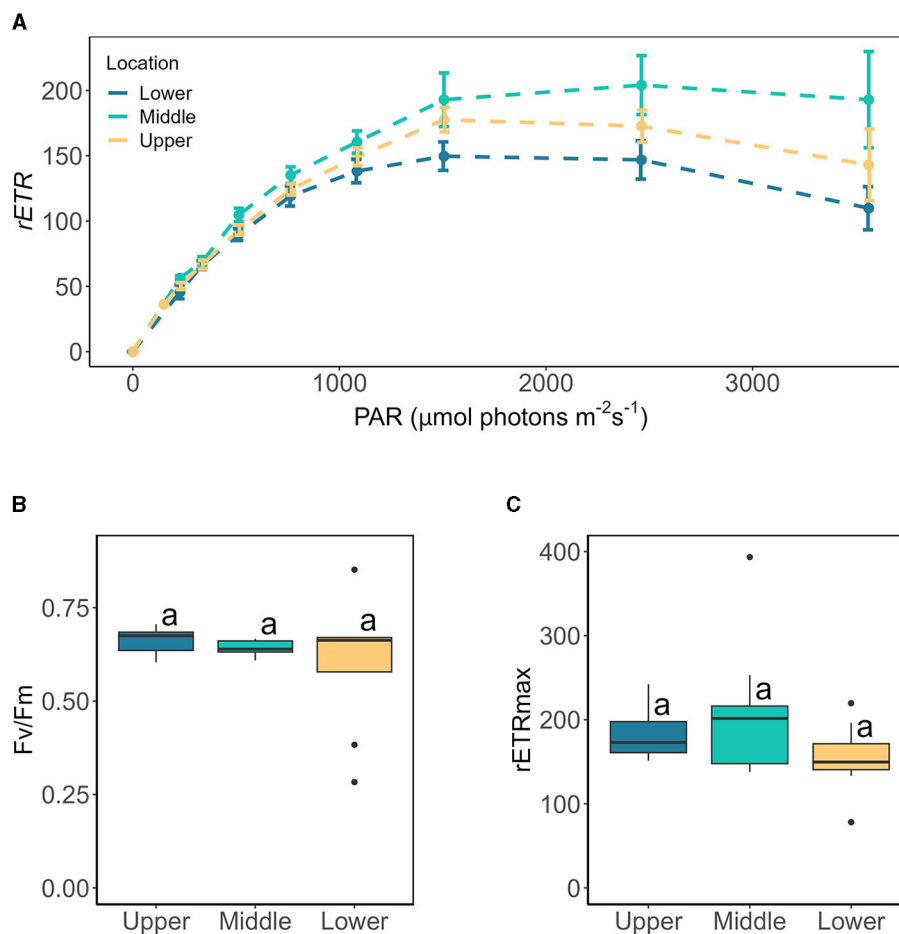 A
Location
Lower
Middle
Upper
rETR
200
150
100
50
0
0 1000 2000 3000
PAR (μmol photons m⁻²s⁻¹)
B
Fv/Fm
0.75
0.50
0.25
0.00
a a a
Upper Middle Lower
C
rETRmax
400
300
200
100
0
a a a
Upper Middle Lower